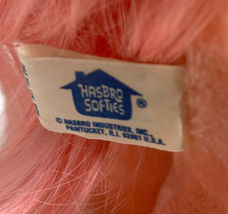 HASBRO
SOFTIES
®
© HASBRO INDUSTRIES, INC.
PAWTUCKET, R.I. 02861 U.S.A.